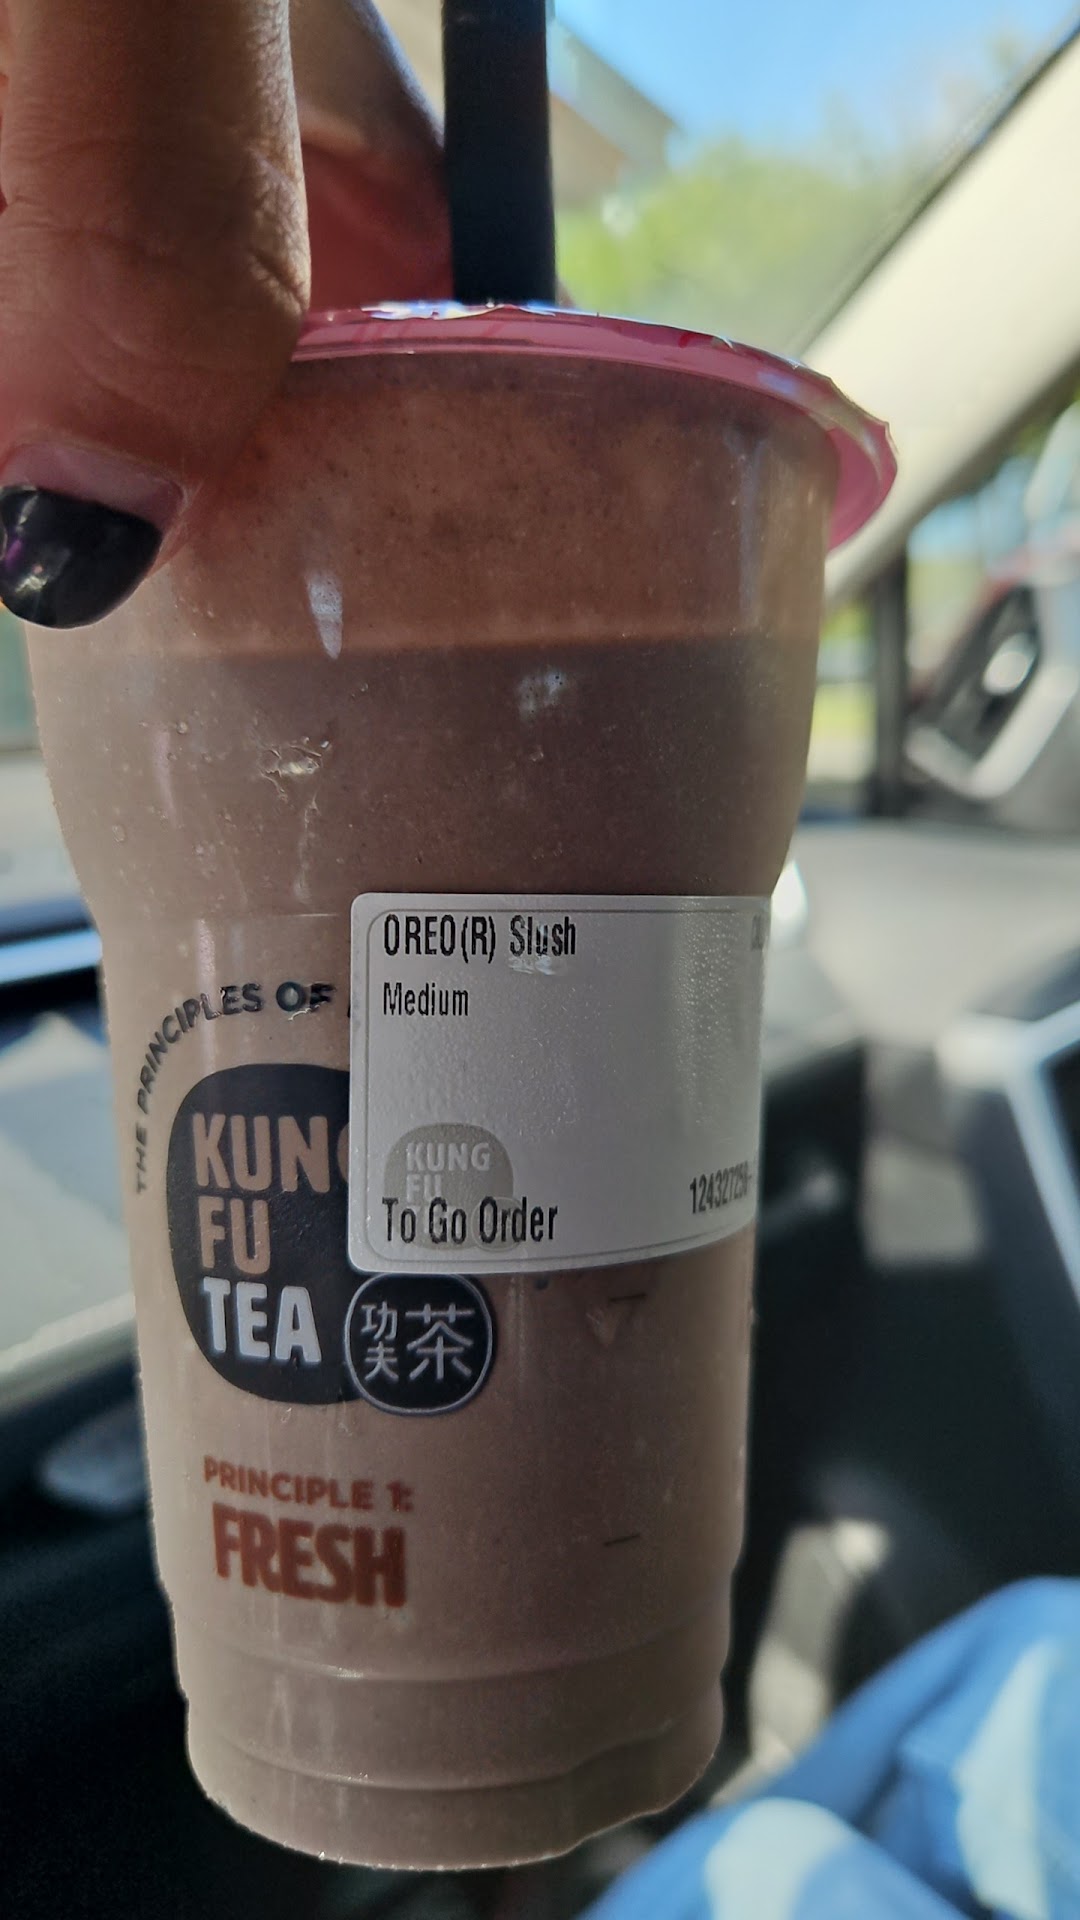 OREO(R) Slush
Medium
To Go Order
THE PRINCIPLES OF
KUNG
FU
KUNG
FU
TEA
功夫茶
PRINCIPLE 1:
FRESH